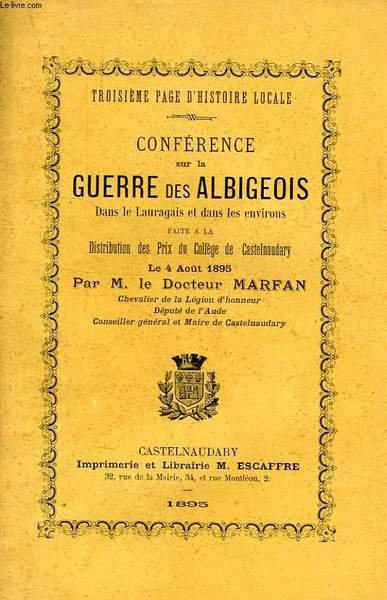 Le-livre.com
TROISIÈME PAGE D'HISTOIRE LOCALE
CONFÉRENCE
sur la
GUERRE DES ALBIGEOIS
Dans le Lauragais et dans les environs
FAITE A LA
Distribution des Prix du Collège de Castelnaudary
Le 4 Août 1895
Par M. le Docteur MARFAN
Chevalier de la Légion d'honneur
Député de l'Aude
Conseiller général et Maire de Castelnaudary
CASTELNAUDARY
Imprimerie et Librairie M. ESCAFFRE
32, rue de la Mairie, 34, et rue Montléon, 2
1895